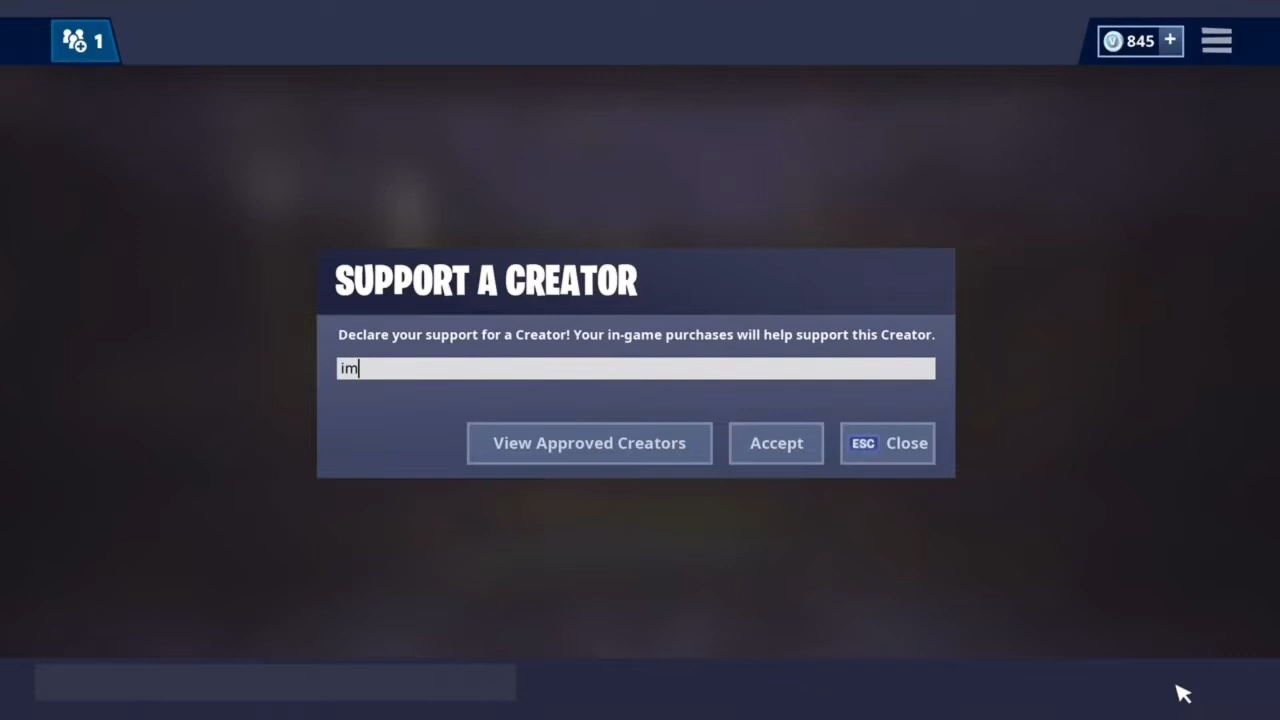 1
845 +
SUPPORT A CREATOR
Declare your support for a Creator! Your in-game purchases will help support this Creator.
im
View Approved Creators
Accept
ESC Close